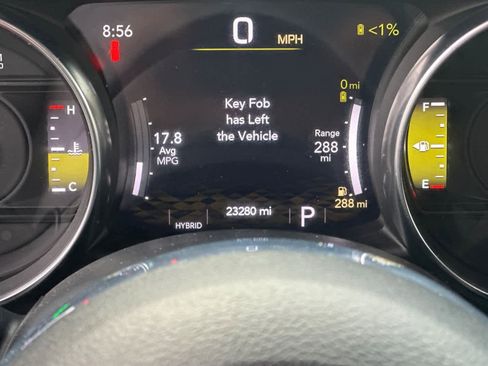 8:56
0 MPH
<1%
0 mi
H
C
Key Fob
has Left
the Vehicle
17.8
Avg
MPG
Range
288
mi
F
E
288 mi
HYBRID
23280 mi
P